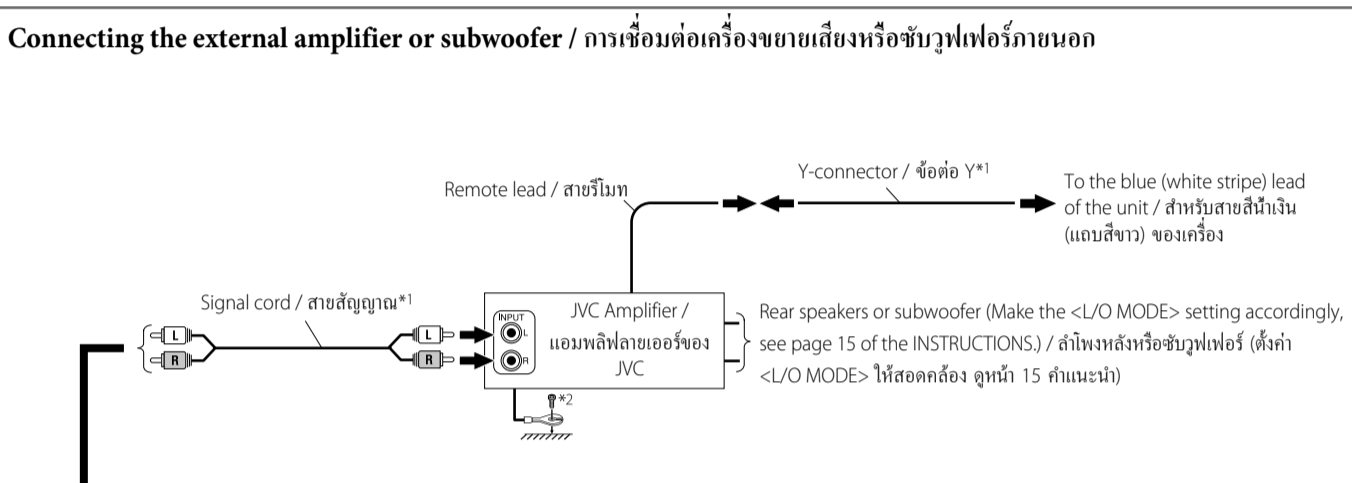 Connecting the external amplifier or subwoofer / การเชื่อมต่อเครื่องขยายเสียงหรือซับวูฟเฟอร์ภายนอก
Remote lead / สายรีโมท
Y-connector / ข้อต่อ Y*1
To the blue (white stripe) lead
of the unit / สำหรับสายสีน้ำเงิน
(แถบสีขาว) ของเครื่อง
Signal cord / สายสัญญาณ*1
L
R
L
R
INPUT
L
R
JVC Amplifier /
แอมพลิฟลายเออร์ของ
JVC
Rear speakers or subwoofer (Make the <L/O MODE> setting accordingly,
see page 15 of the INSTRUCTIONS.) / ลำโพงหลังหรือซับวูฟเฟอร์ (ตั้งค่า
<L/O MODE> ให้สอดคล้อง ดูหน้า 15 คำแนะนำ)
*2